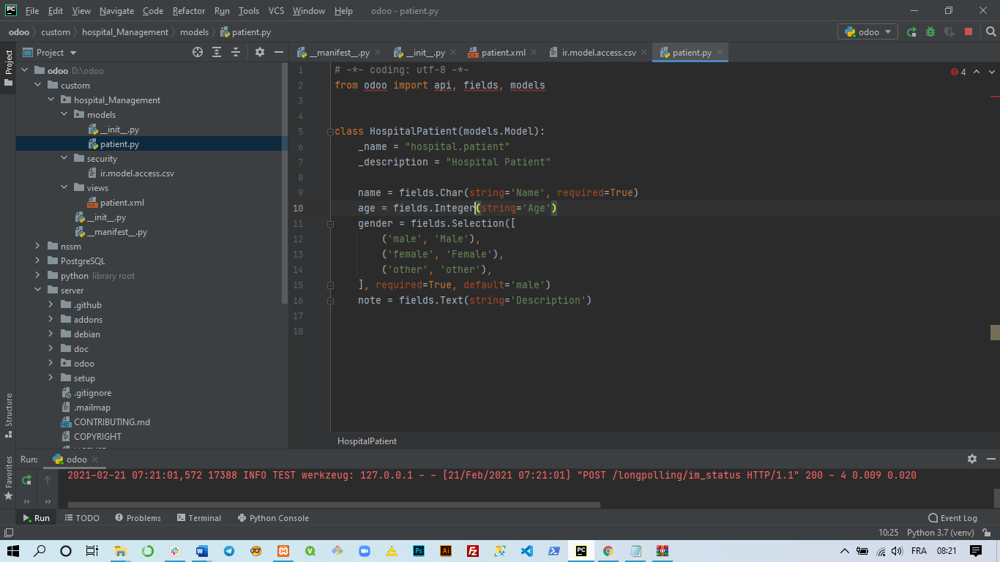 File Edit View Navigate Code Refactor Run Tools VCS Window Help odoo - patient.py
odoo custom hospital_Management models patient.py odoo
Project __manifest__.py __init__.py patient.xml ir.model.access.csv patient.py
Project
odoo D:\odoo
custom
hospital_Management
models
__init__.py
patient.py
security
ir.model.access.csv
views
patient.xml
__init__.py
__manifest__.py
nssm
PostgreSQL
python library root
server
.github
addons
debian
doc
odoo
setup
.gitignore
.mailmap
CONTRIBUTING.md
COPYRIGHT
Structure
Favorites
4
1 # -*- coding: utf-8 -*-
2 from odoo import api, fields, models
3
4
5 class HospitalPatient(models.Model):
6 _name = "hospital.patient"
7 _description = "Hospital Patient"
8
9 name = fields.Char(string='Name', required=True)
10 age = fields.Integer(string='Age')
11 gender = fields.Selection([
12 ('male', 'Male'),
13 ('female', 'Female'),
14 ('other', 'other'),
15 ], required=True, default='male')
16 note = fields.Text(string='Description')
17
18
HospitalPatient
Run: odoo
2021-02-21 07:21:01,572 17388 INFO TEST werkzeug: 127.0.0.1 - - [21/Feb/2021 07:21:01] "POST /longpolling/im_status HTTP/1.1" 200 - 4 0.009 0.020
Run TODO Problems Terminal Python Console Event Log
10:25 Python 3.7 (venv)
FRA 08:21